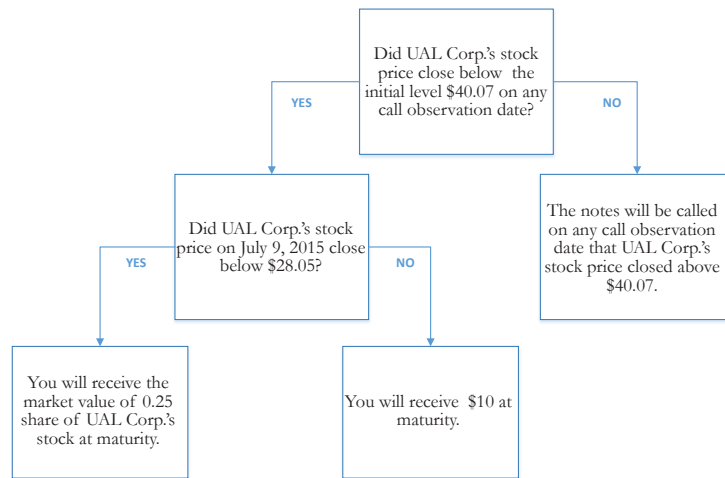 Did UAL Corp.'s stock
price close below the
initial level $40.07 on any
call observation date?
YES
NO
Did UAL Corp.'s stock
price on July 9, 2015 close
below $28.05?
The notes will be called
on any call observation
date that UAL Corp.'s
stock price closed above
$40.07.
YES
NO
You will receive the
market value of 0.25
share of UAL Corp.'s
stock at maturity.
You will receive $10 at
maturity.